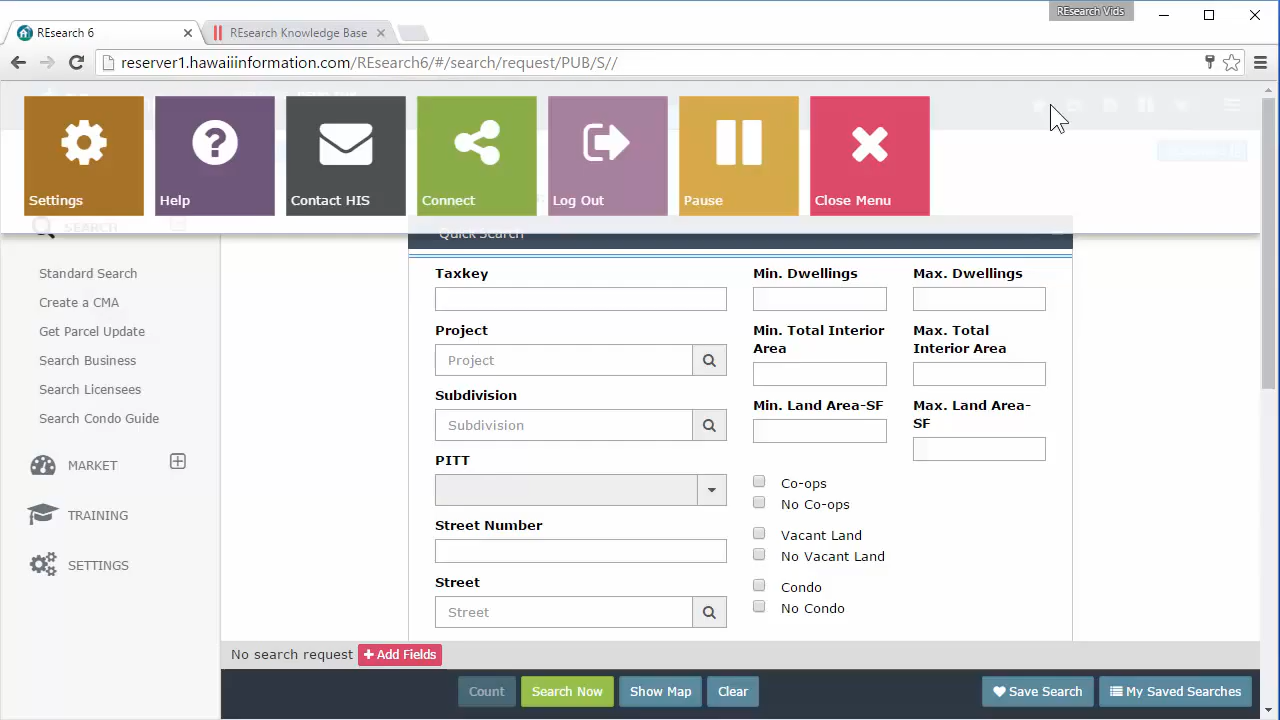 REsearch Vids
REsearch 6
REsearch Knowledge Base
reserver1.hawaiiinformation.com/REsearch6/#/search/request/PUB/S//
Settings
Help
Contact HIS
Connect
Log Out
Pause
Close Menu
SEARCH
Standard Search
Create a CMA
Get Parcel Update
Search Business
Search Licensees
Search Condo Guide
MARKET
TRAINING
SETTINGS
Quick Search
Taxkey
Project
Project
Subdivision
Subdivision
PITT
Street Number
Street
Street
Min. Dwellings
Max. Dwellings
Min. Total Interior
Area
Max. Total
Interior Area
Min. Land Area-SF
Max. Land Area-
SF
Co-ops
No Co-ops
Vacant Land
No Vacant Land
Condo
No Condo
No search request
Add Fields
Count
Search Now
Show Map
Clear
Save Search
My Saved Searches